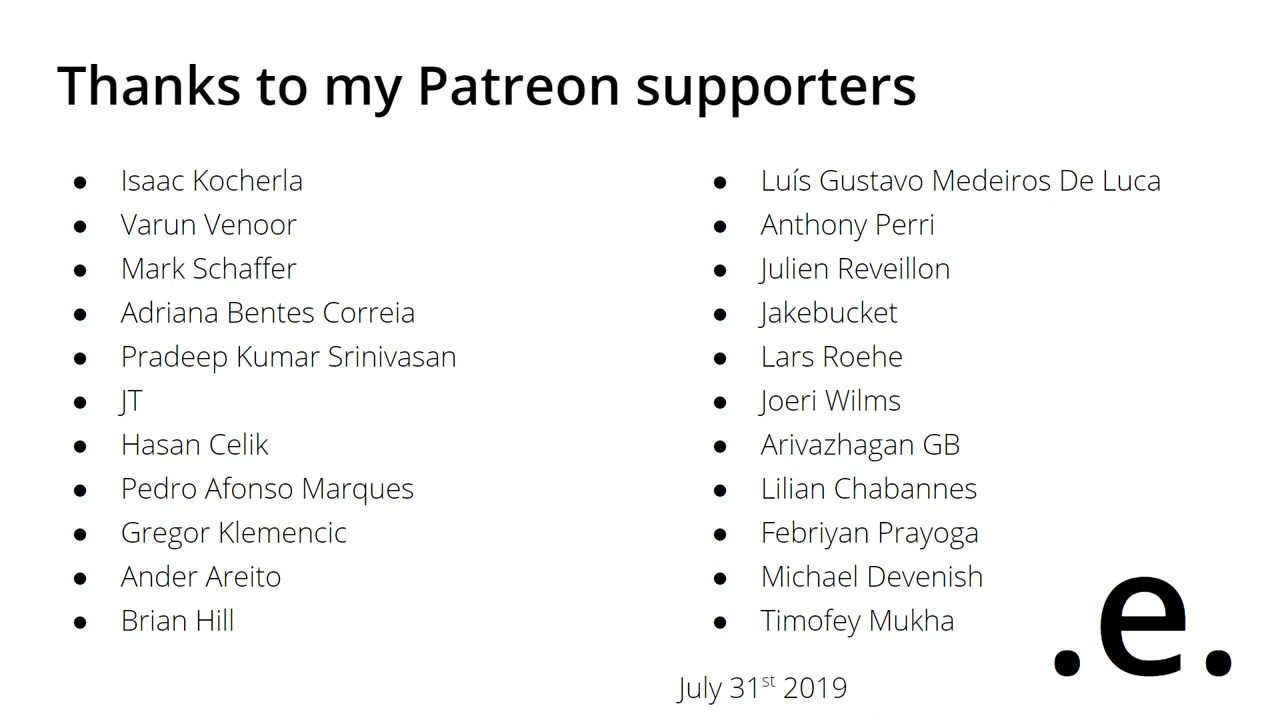 Thanks to my Patreon supporters
● Isaac Kocherla
● Varun Venoor
● Mark Schaffer
● Adriana Bentes Correia
● Pradeep Kumar Srinivasan
● JT
● Hasan Celik
● Pedro Afonso Marques
● Gregor Klemencic
● Ander Areito
● Brian Hill
● Luís Gustavo Medeiros De Luca
● Anthony Perri
● Julien Reveillon
● Jakebucket
● Lars Roehe
● Joeri Wilms
● Arivazhagan GB
● Lilian Chabannes
● Febriyan Prayoga
● Michael Devenish
● Timofey Mukha
.e.
July 31st 2019